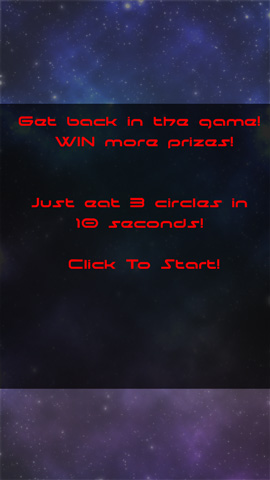 Get back in the game!
WIN more prizes!
Just eat 3 circles in
10 seconds!
Click To Start!